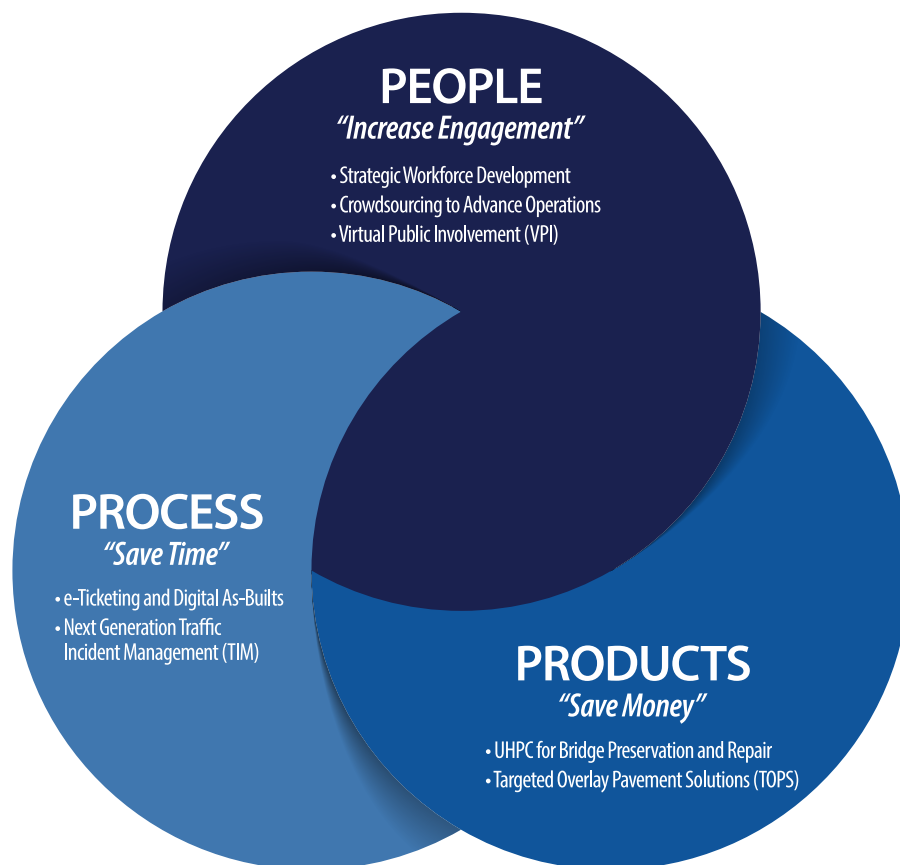 PEOPLE
“Increase Engagement”
• Strategic Workforce Development
• Crowdsourcing to Advance Operations
• Virtual Public Involvement (VPI)
PROCESS
“Save Time”
• e-Ticketing and Digital As-Builts
• Next Generation Traffic
Incident Management (TIM)
PRODUCTS
“Save Money”
• UHPC for Bridge Preservation and Repair
• Targeted Overlay Pavement Solutions (TOPS)